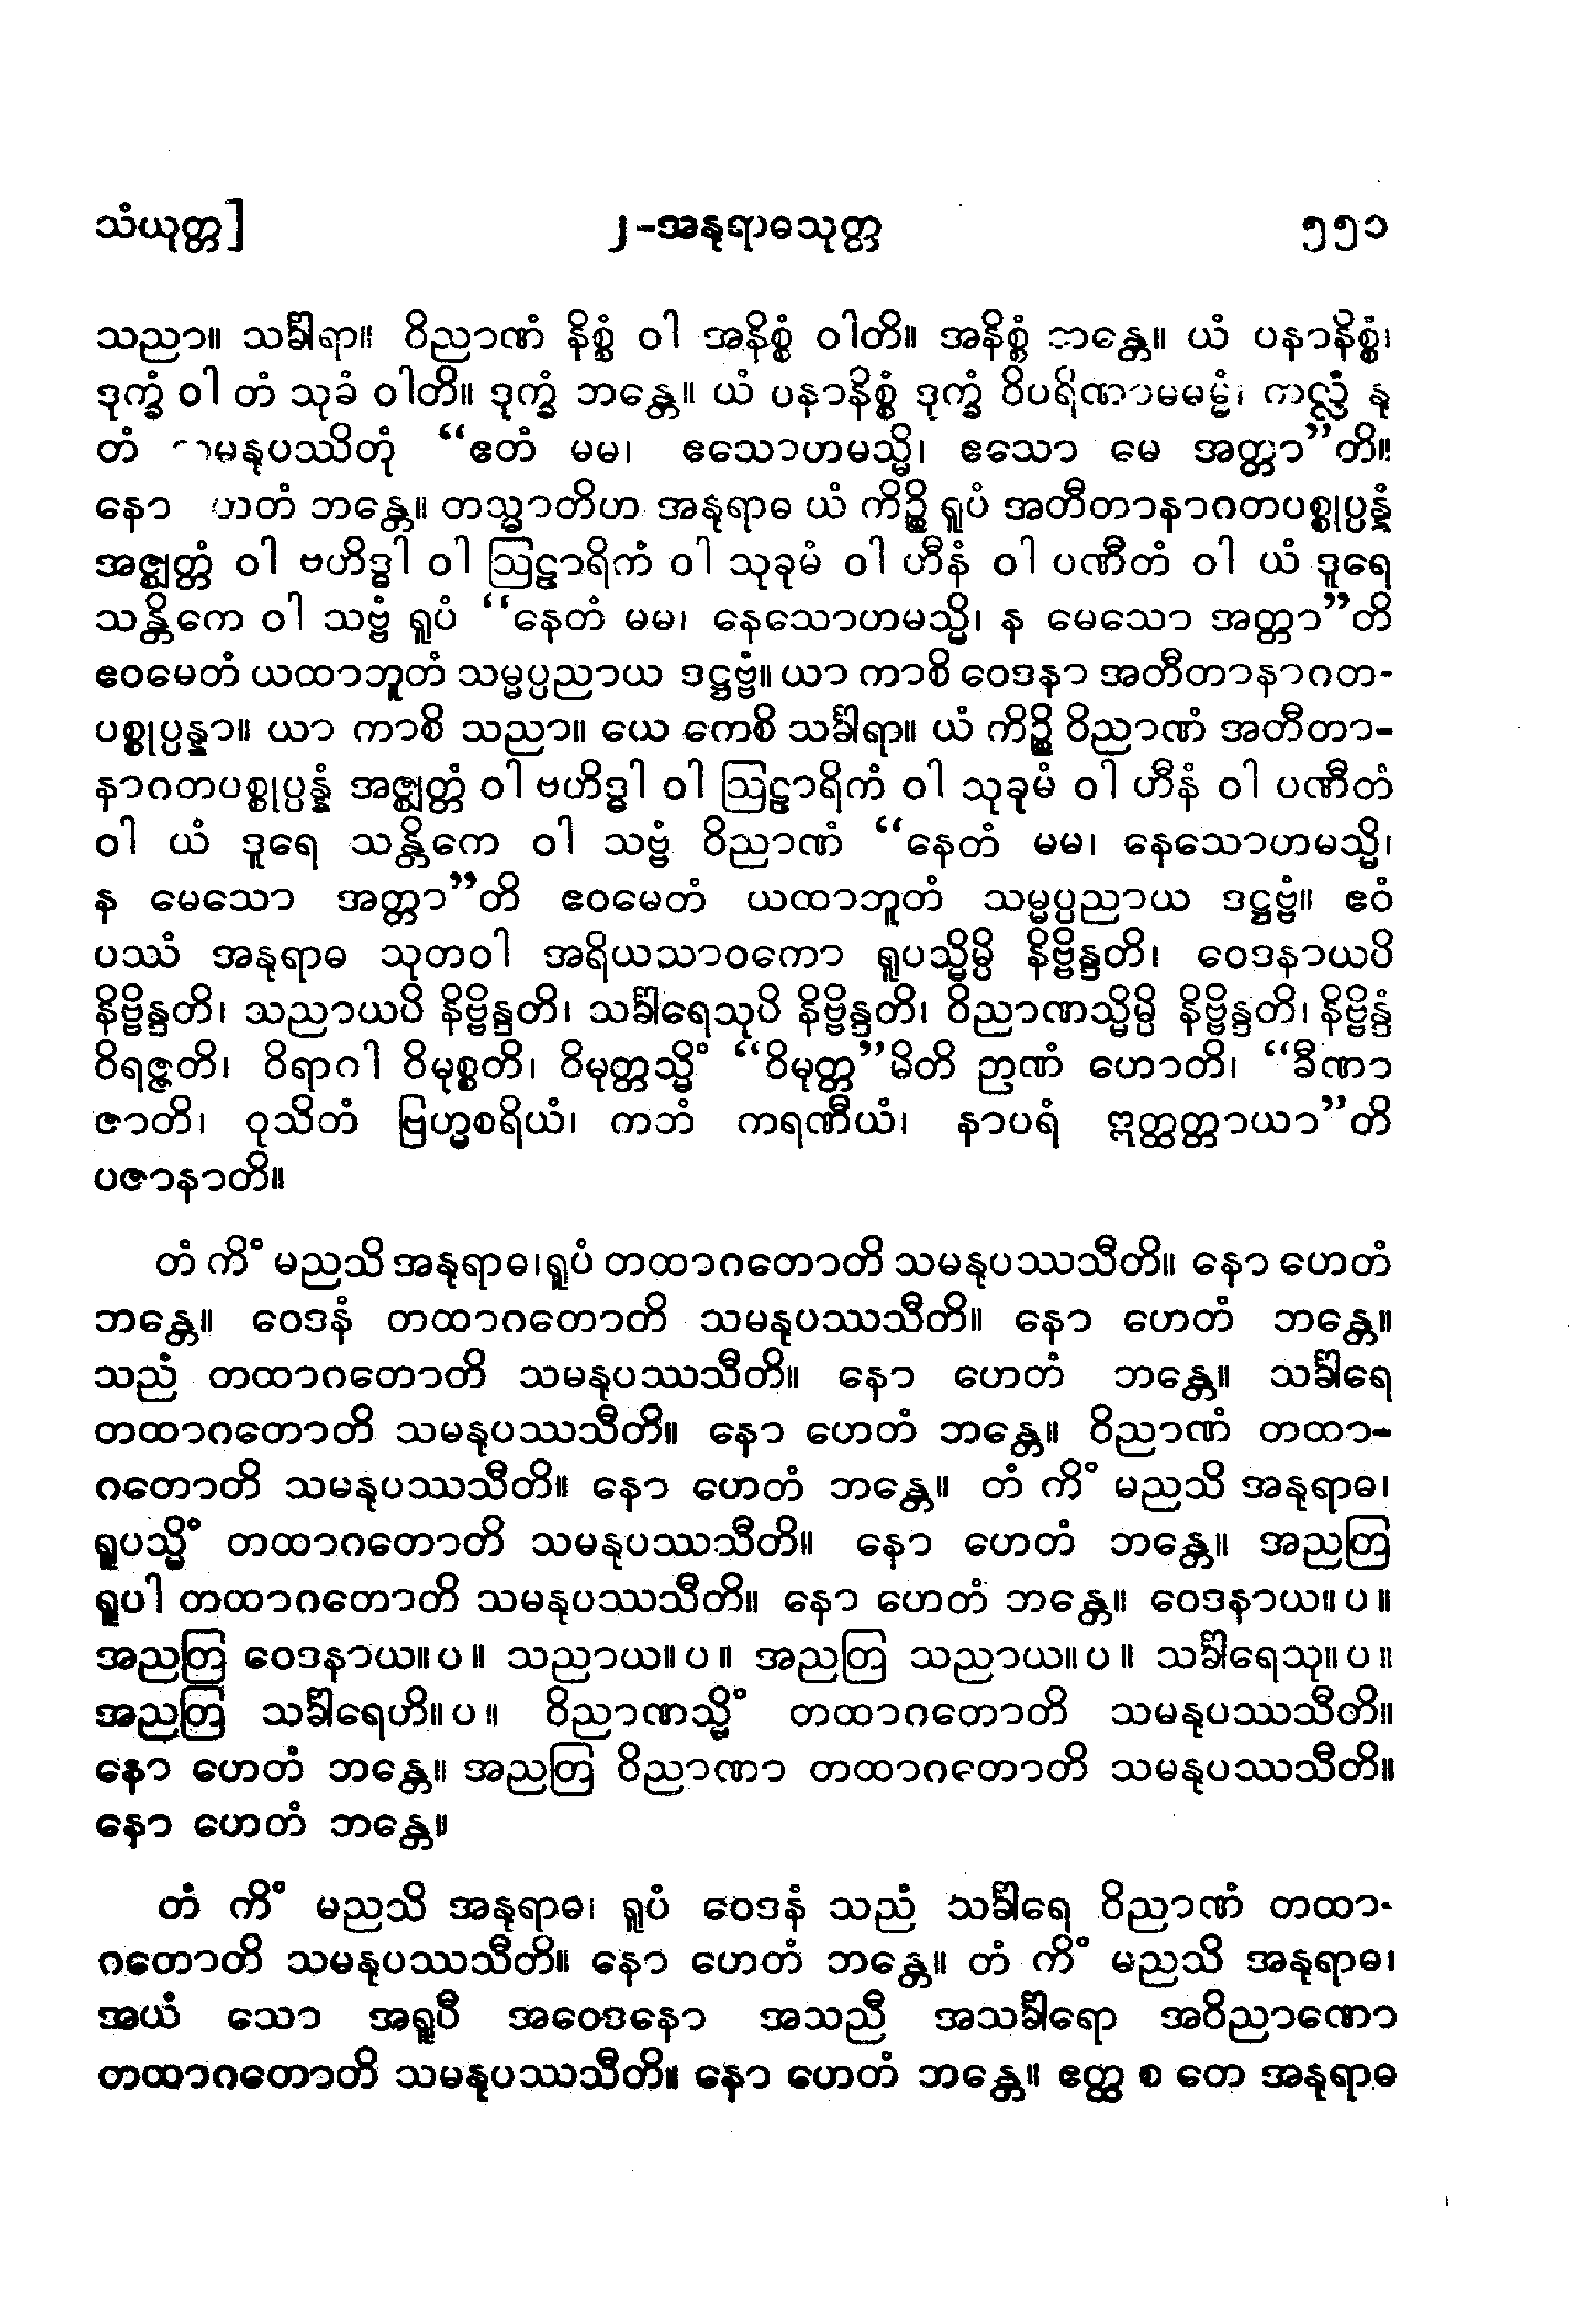 သံယုတ္တ] ၂-အနုရာဓသုတ္တ ၅၅၁
သညာ။ သင်္ခါရာ။ ဝိညာဏံ နိစ္စံ ဝါ အနိစ္စံ ဝါတိ။ အနိစ္စံ ဘန္တေ။ ယံ ပနာနိစ္စံ၊
ဒုက္ခံ ဝါ တံ သုခံ ဝါတိ။ ဒုက္ခံ ဘန္တေ။ ယံ ပနာနိစ္စံ ဒုက္ခံ ဝိပရိဏာမဓမ္မံ၊ ကလ္လံ နု
တံ ာမနုပဿိတုံ “ဧတံ မမ၊ ဧသောဟမသ္မိ၊ ဧသော မေ အတ္တာ”တိ။
နော ဟတံ ဘန္တေ။ တသ္မာတိဟ အနုရာဓ ယံ ကိဉ္စိ ရူပံ အတီတာနာဂတပစ္စုပ္ပန္နံ
အဇ္ဈတ္တံ ဝါ ဗဟိဒ္ဓါ ဝါ ဩဠာရိကံ ဝါ သုခုမံ ဝါ ဟီနံ ဝါ ပဏီတံ ဝါ ယံ ဒူရေ
သန္တိကေ ဝါ သဗ္ဗံ ရူပံ “နေတံ မမ၊ နေသောဟမသ္မိ၊ န မေသော အတ္တာ”တိ
ဧဝမေတံ ယထာဘူတံ သမ္မပ္ပညာယ ဒဋ္ဌဗ္ဗံ။ ယာ ကာစိ ဝေဒနာ အတီတာနာဂတ-
ပစ္စုပ္ပန္နာ။ ယာ ကာစိ သညာ။ ယေ ကေစိ သင်္ခါရာ။ ယံ ကိဉ္စိ ဝိညာဏံ အတီတာ-
နာဂတပစ္စုပ္ပန္နံ အဇ္ဈတ္တံ ဝါ ဗဟိဒ္ဓါ ဝါ ဩဠာရိကံ ဝါ သုခုမံ ဝါ ဟီနံ ဝါ ပဏီတံ
ဝါ ယံ ဒူရေ သန္တိကေ ဝါ သဗ္ဗံ ဝိညာဏံ “နေတံ မမ၊ နေသောဟမသ္မိ၊
န မေသော အတ္တာ”တိ ဧဝမေတံ ယထာဘူတံ သမ္မပ္ပညာယ ဒဋ္ဌဗ္ဗံ။ ဧဝံ
ပဿံ အနုရာဓ သုတဝါ အရိယသာဝကော ရူပသ္မိမ္ပိ နိဗ္ဗိန္ဒတိ၊ ဝေဒနာယပိ
နိဗ္ဗိန္ဒတိ၊ သညာယပိ နိဗ္ဗိန္ဒတိ၊ သင်္ခါရေသုပိ နိဗ္ဗိန္ဒတိ၊ ဝိညာဏသ္မိမ္ပိ နိဗ္ဗိန္ဒတိ၊ နိဗ္ဗိန္ဒံ
ဝိရဇ္ဇတိ၊ ဝိရာဂါ ဝိမုစ္စတိ၊ ဝိမုတ္တသ္မိံ “ဝိမုတ္တ”မိတိ ဉာဏံ ဟောတိ၊ “ခီဏာ
ဇာတိ၊ ဝုသိတံ ဗြဟ္မစရိယံ၊ ကတံ ကရဏီယံ၊ နာပရံ ဣတ္ထတ္တာယာ”တိ
ပဇာနာတိ။
တံ ကိံ မညသိ အနုရာဓ၊ ရူပံ တထာဂတောတိ သမနုပဿသီတိ။ နော ဟေတံ
ဘန္တေ။ ဝေဒနံ တထာဂတောတိ သမနုပဿသီတိ။ နော ဟေတံ ဘန္တေ။
သညံ တထာဂတောတိ သမနုပဿသီတိ။ နော ဟေတံ ဘန္တေ။ သင်္ခါရေ
တထာဂတောတိ သမနုပဿသီတိ။ နော ဟေတံ ဘန္တေ။ ဝိညာဏံ တထာ-
ဂတောတိ သမနုပဿသီတိ။ နော ဟေတံ ဘန္တေ။ တံ ကိံ မညသိ အနုရာဓ၊
ရူပသ္မိံ တထာဂတောတိ သမနုပဿသီတိ။ နော ဟေတံ ဘန္တေ။ အညတြ
ရူပါ တထာဂတောတိ သမနုပဿသီတိ။ နော ဟေတံ ဘန္တေ။ ဝေဒနာယ။ပ။
အညတြ ဝေဒနာယ။ပ။ သညာယ။ပ။ အညတြ သညာယ။ပ။ သင်္ခါရေသု။ပ။
အညတြ သင်္ခါရေဟိ။ပ။ ဝိညာဏသ္မိံ တထာဂတောတိ သမနုပဿသီတိ။
နော ဟေတံ ဘန္တေ။ အညတြ ဝိညာဏာ တထာဂတောတိ သမနုပဿသီတိ။
နော ဟေတံ ဘန္တေ။
တံ ကိံ မညသိ အနုရာဓ၊ ရူပံ ဝေဒနံ သညံ သင်္ခါရေ ဝိညာဏံ တထာ-
ဂတောတိ သမနုပဿသီတိ။ နော ဟေတံ ဘန္တေ။ တံ ကိံ မညသိ အနုရာဓ၊
အယံ သော အရူပီ အဝေဒနော အသညီ အသင်္ခါရော အဝိညာဏော
တထာဂတောတိ သမနုပဿသီတိ။ နော ဟေတံ ဘန္တေ။ ဧတ္ထ စ တေ အနုရာဓ